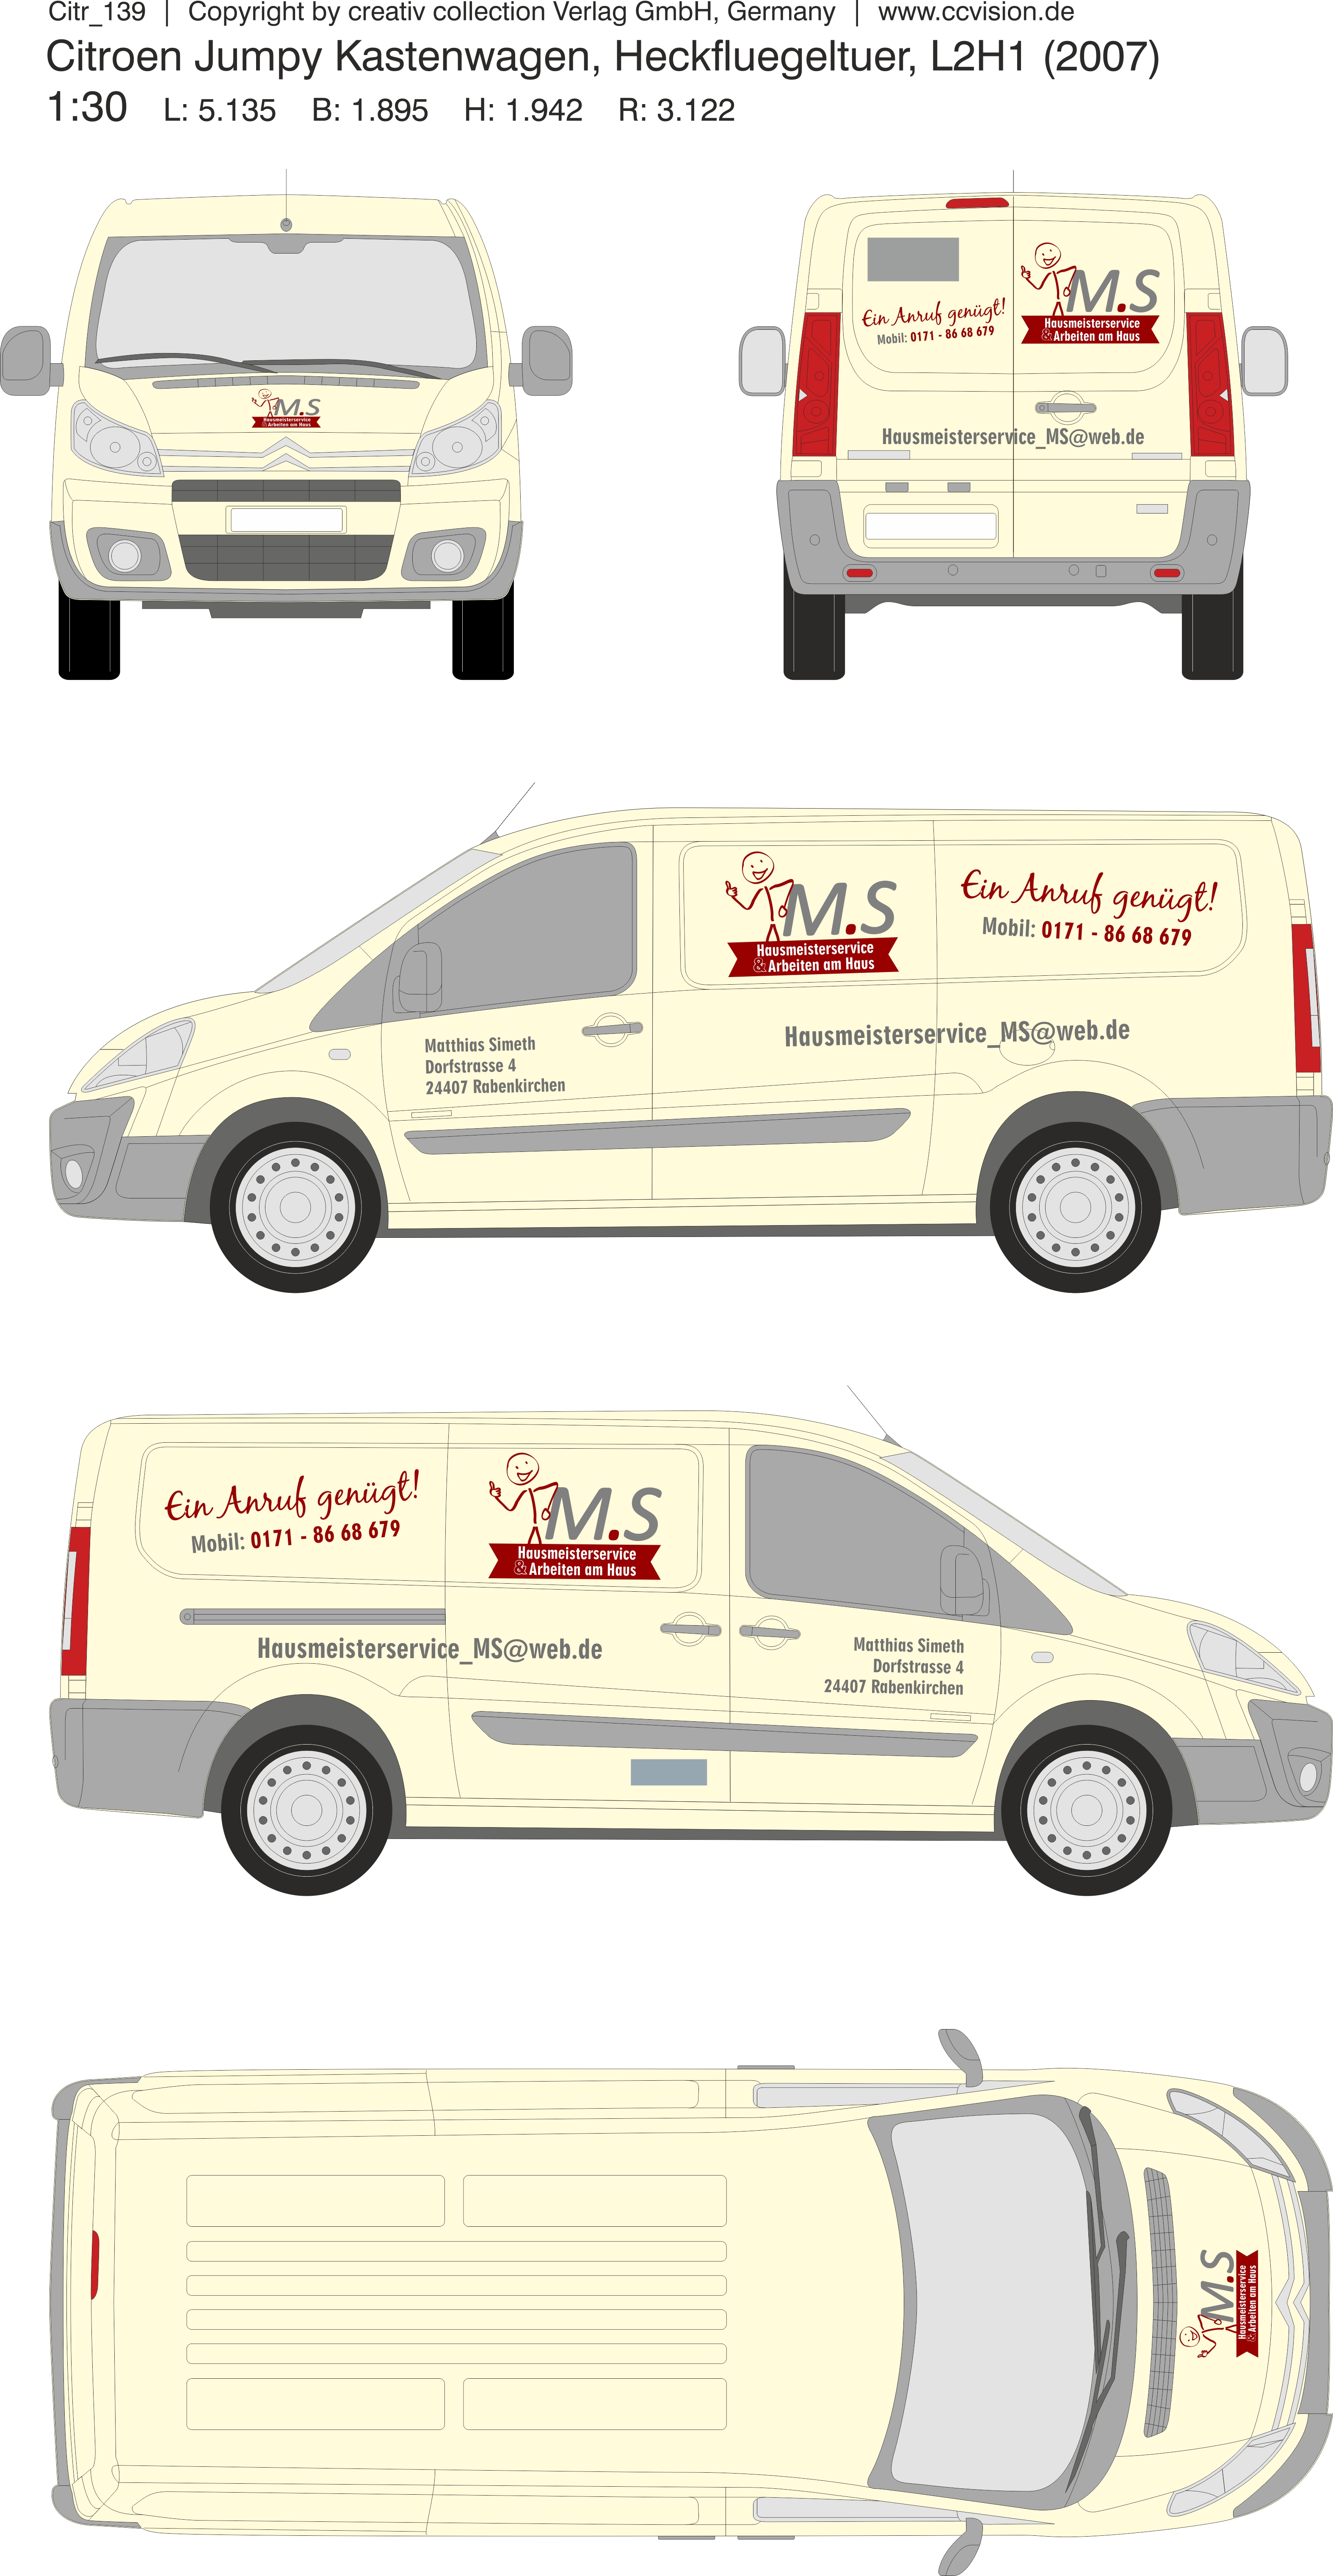 Citr_139 | Copyright by creativ collection Verlag GmbH, Germany | www.ccvision.de
Citroen Jumpy Kastenwagen, Heckfluegeltuer, L2H1 (2007)
1:30 L: 5.135 B: 1.895 H: 1.942 R: 3.122
M.S
Hausmeisterservice
& Arbeiten am Haus
Ein Anruf genügt!
Mobil: 0171 - 86 68 679
M.S
Hausmeisterservice
& Arbeiten am Haus
Hausmeisterservice_MS@web.de
M.S
Hausmeisterservice
& Arbeiten am Haus
Ein Anruf genügt!
Mobil: 0171 - 86 68 679
Matthias Simeth
Dorfstrasse 4
24407 Rabenkirchen
Hausmeisterservice_MS@web.de
Ein Anruf genügt!
Mobil: 0171 - 86 68 679
M.S
Hausmeisterservice
& Arbeiten am Haus
Hausmeisterservice_MS@web.de
Matthias Simeth
Dorfstrasse 4
24407 Rabenkirchen
M.S
Hausmeisterservice
& Arbeiten am Haus